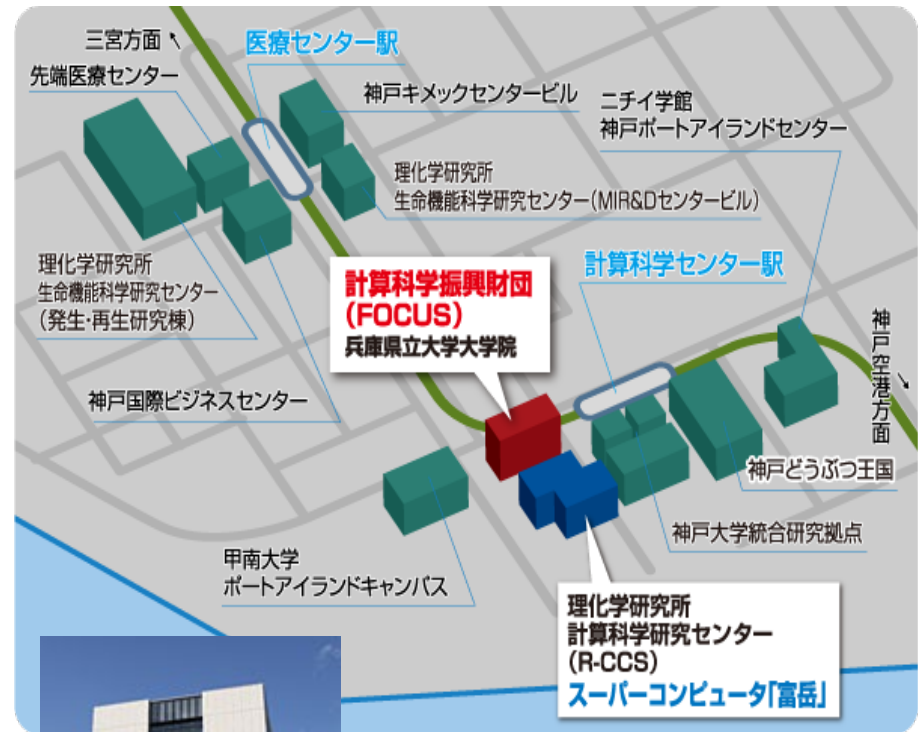 三宮方面
医療センター駅
先端医療センター
神戸キメックセンタービル
ニチイ学館
神戸ポートアイランドセンター
理化学研究所
生命機能科学研究センター(MIR&Dセンタービル)
理化学研究所
生命機能科学研究センター
(発生・再生研究棟)
計算科学振興財団
(FOCUS)
兵庫県立大学大学院
計算科学センター駅
神戸空港方面
神戸国際ビジネスセンター
神戸どうぶつ王国
神戸大学統合研究拠点
甲南大学
ポートアイランドキャンパス
理化学研究所
計算科学研究センター
(R-CCS)
スーパーコンピュータ「富岳」